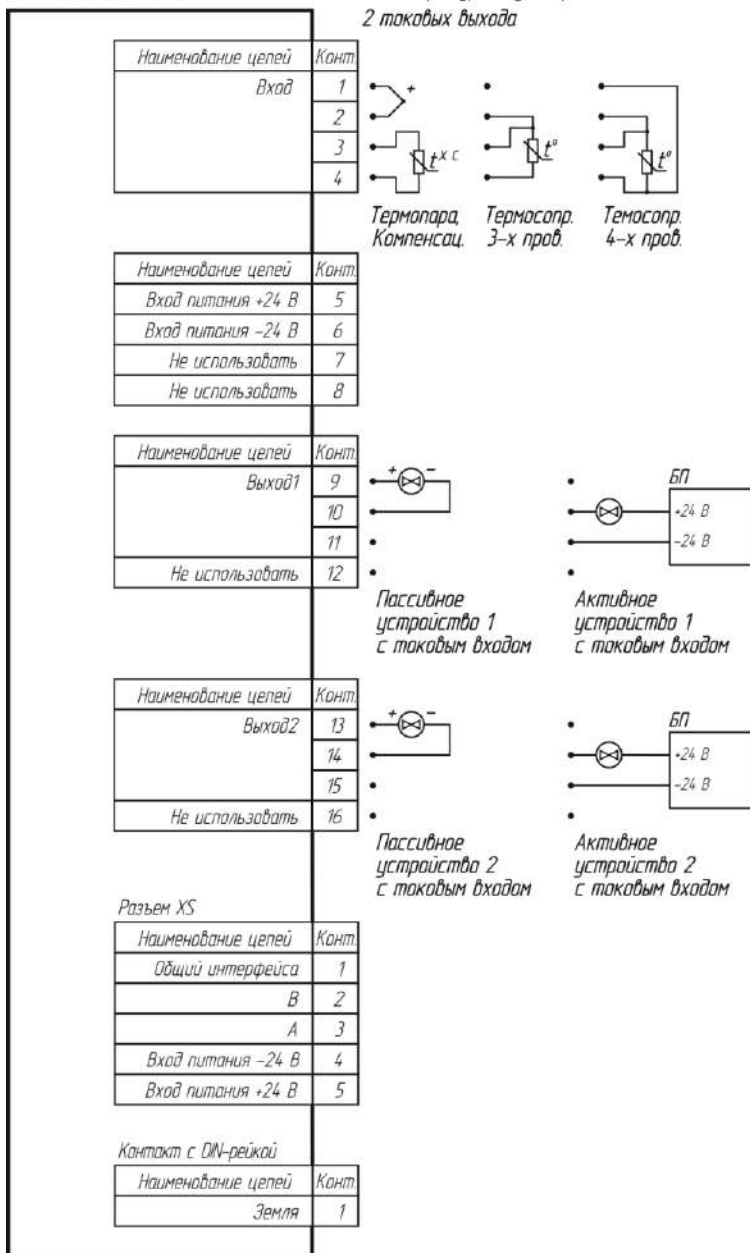 2 токовых выхода
Наименование цепей Конт.
Вход 1
2
3
4
+
t x c
t°
t°
Термопара, Компенсац.
Термосопр. 3-х пров.
Темосопр. 4-х пров.
Наименование цепей Конт.
Вход питания +24 В 5
Вход питания -24 В 6
Не использовать 7
Не использовать 8
Наименование цепей Конт.
Выход1 9
10
11
Не использовать 12
+ -
БП
+24 В
-24 В
Пассивное
устройство 1
с токовым входом
Активное
устройство 1
с токовым входом
Наименование цепей Конт.
Выход2 13
14
15
Не использовать 16
+ -
БП
+24 В
-24 В
Пассивное
устройство 2
с токовым входом
Активное
устройство 2
с токовым входом
Разъем XS
Наименование цепей Конт.
Общий интерфейса 1
В 2
А 3
Вход питания -24 В 4
Вход питания +24 В 5
Контакт с DIN-рейкой
Наименование цепей Конт.
Земля 1